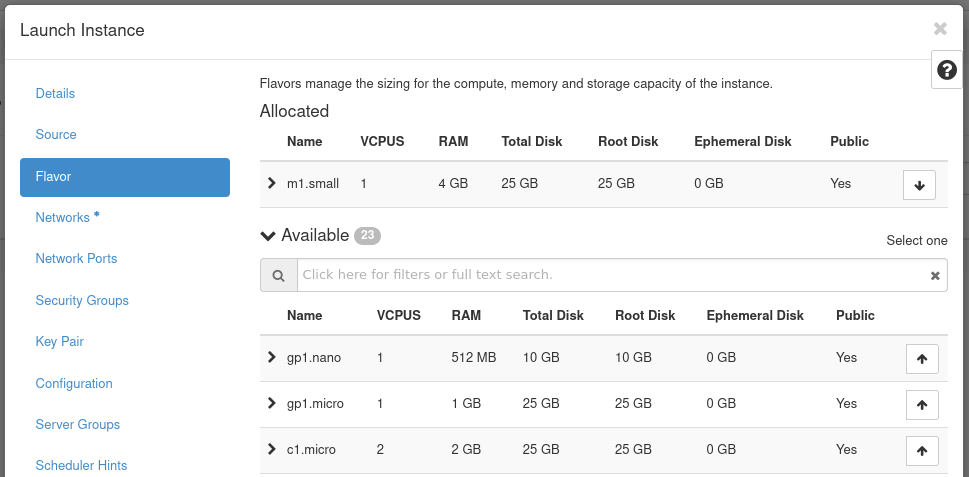 Launch Instance
Details
Source
Flavor
Networks *
Network Ports
Security Groups
Key Pair
Configuration
Server Groups
Scheduler Hints
Flavors manage the sizing for the compute, memory and storage capacity of the instance.
Allocated
Name VCPUS RAM Total Disk Root Disk Ephemeral Disk Public
m1.small 1 4 GB 25 GB 25 GB 0 GB Yes
Available 23
Select one
Click here for filters or full text search.
Name VCPUS RAM Total Disk Root Disk Ephemeral Disk Public
gp1.nano 1 512 MB 10 GB 10 GB 0 GB Yes
gp1.micro 1 1 GB 25 GB 25 GB 0 GB Yes
c1.micro 2 2 GB 25 GB 25 GB 0 GB Yes